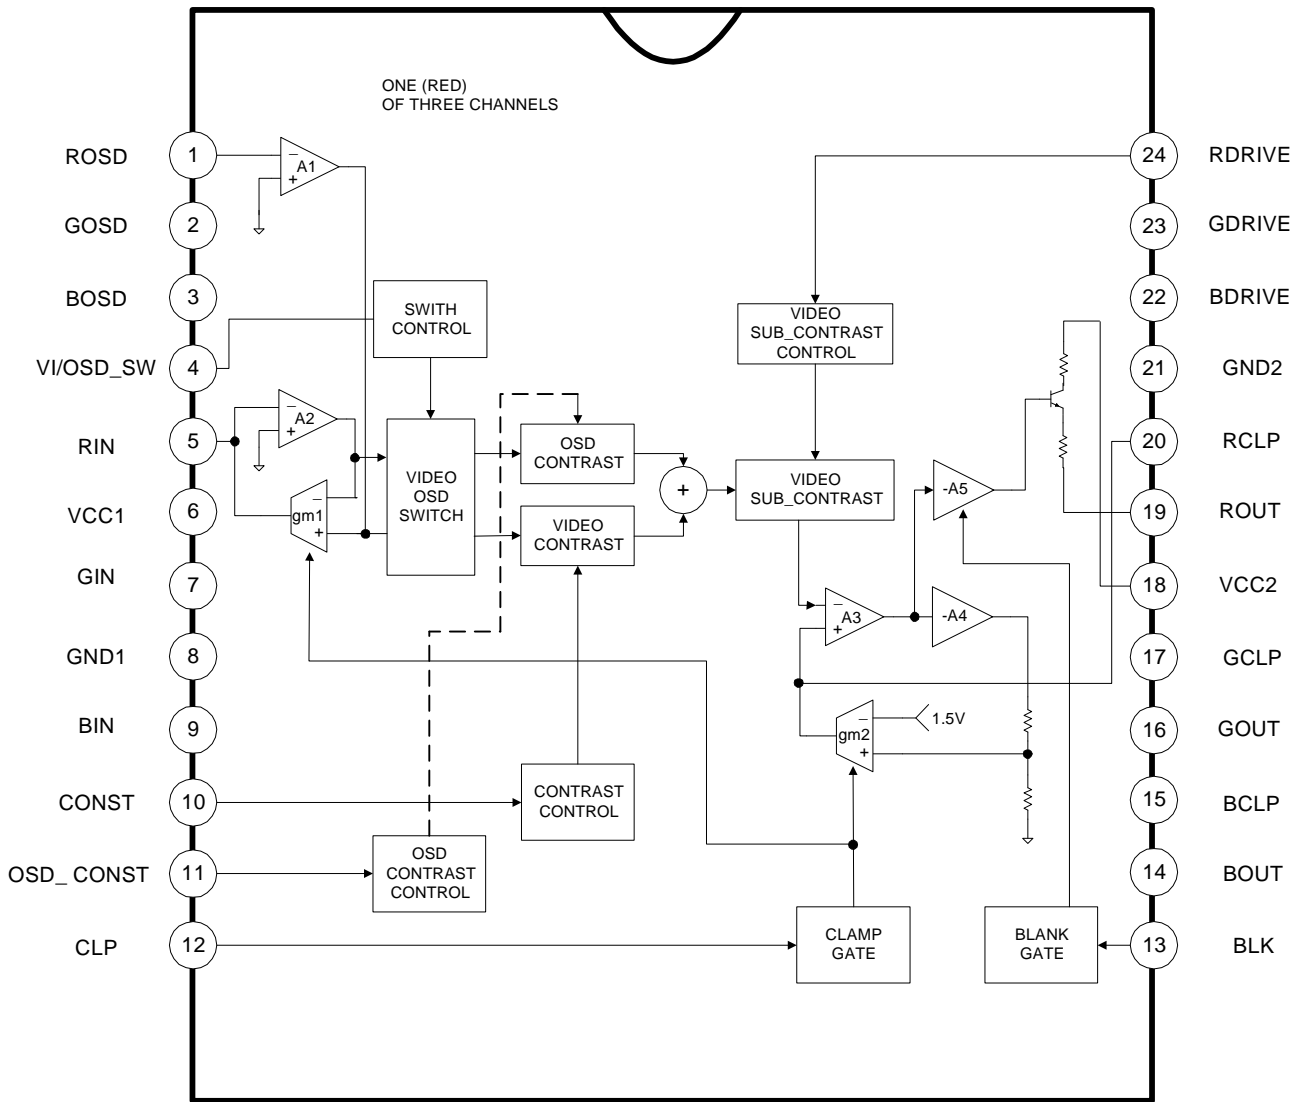 ONE (RED)
OF THREE CHANNELS
ROSD
1
GOSD
2
BOSD
3
VI/OSD_SW
4
RIN
5
VCC1
6
GIN
7
GND1
8
BIN
9
CONST
10
OSD_ CONST
11
CLP
12
−
A1
+
SWITH
CONTROL
−
A2
+
−
gm1
+
VIDEO
OSD
SWITCH
OSD
CONTRAST
VIDEO
CONTRAST
+
CONTRAST
CONTROL
OSD
CONTRAST
CONTROL
VIDEO
SUB_CONTRAST
CONTROL
VIDEO
SUB_CONTRAST
-A5
−
A3
+
-A4
−
gm2
+
1.5V
CLAMP
GATE
BLANK
GATE
24
RDRIVE
23
GDRIVE
22
BDRIVE
21
GND2
20
RCLP
19
ROUT
18
VCC2
17
GCLP
16
GOUT
15
BCLP
14
BOUT
13
BLK